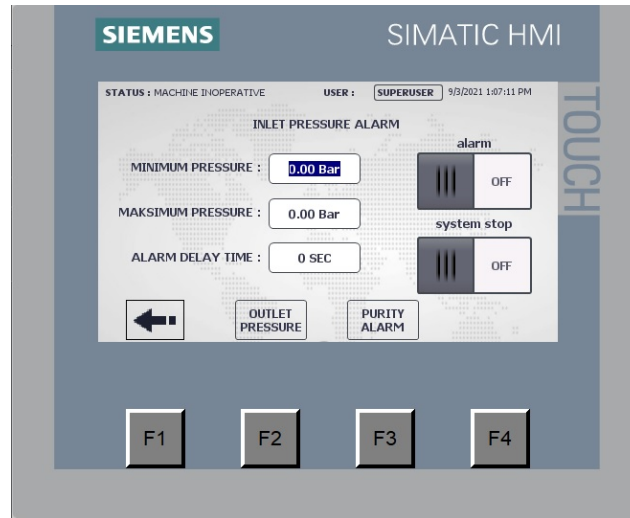 SIEMENS
SIMATIC HMI
TOUCH
STATUS : MACHINE INOPERATIVE USER : SUPERUSER 9/3/2021 1:07:11 PM
INLET PRESSURE ALARM
alarm
MINIMUM PRESSURE : 0.00 Bar
OFF
MAKSIMUM PRESSURE : 0.00 Bar
system stop
ALARM DELAY TIME : 0 SEC
OFF
OUTLET
PRESSURE
PURITY
ALARM
F1 F2 F3 F4